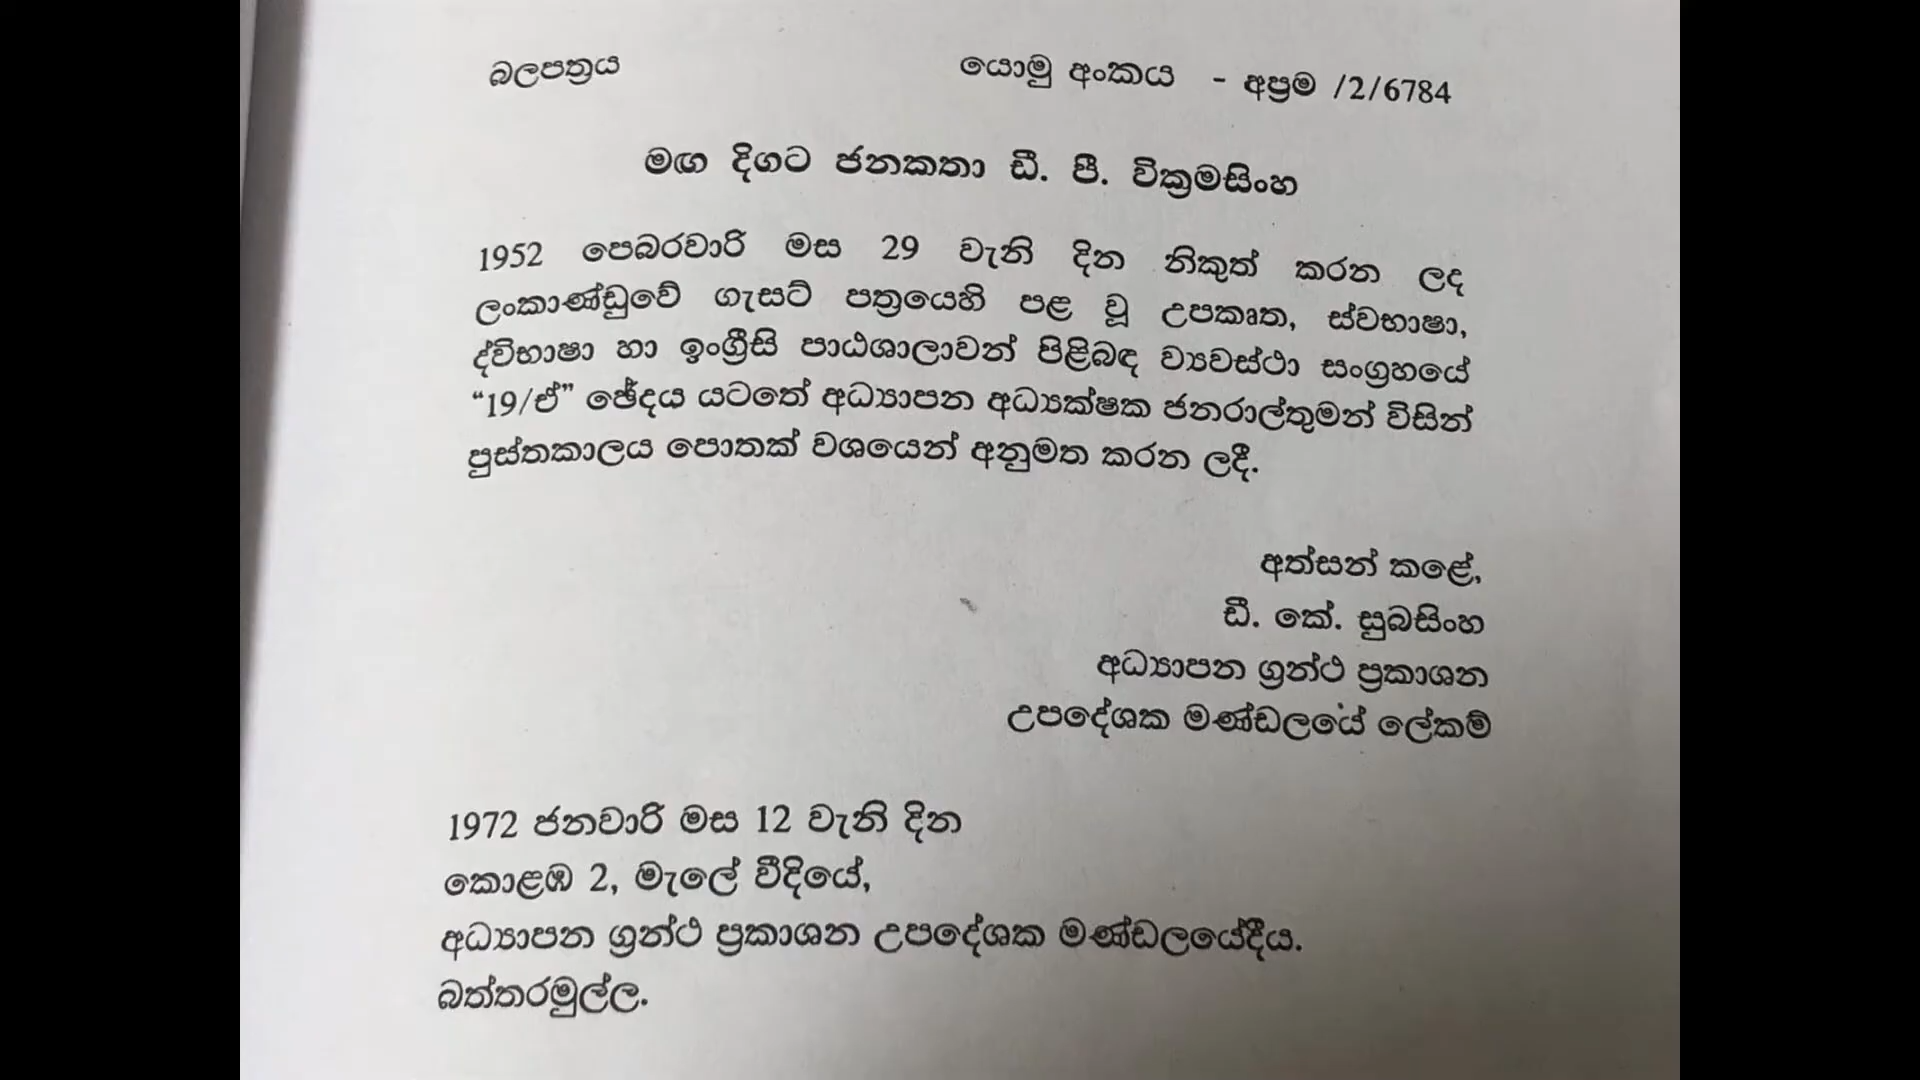 බලපත්‍රය යොමු අංකය - අප්‍රම /2/6784
මඟ දිගට ජනකතා ඩී. පී. වික්‍රමසිංහ
1952 පෙබරවාරි මස 29 වැනි දින නිකුත් කරන ලද
ලංකාණ්ඩුවේ ගැසට් පත්‍රයෙහි පළ වූ උපකෘත, ස්වභාෂා,
ද්විභාෂා හා ඉංග්‍රීසි පාඨශාලාවන් පිළිබඳ ව්‍යවස්ථා සංග්‍රහයේ
“19/ඒ” ඡේදය යටතේ අධ්‍යාපන අධ්‍යක්ෂක ජනරාල්තුමන් විසින්
පුස්තකාලය පොතක් වශයෙන් අනුමත කරන ලදී.
අත්සන් කළේ,
ඩී. කේ. සුබසිංහ
අධ්‍යාපන ග්‍රන්ථ ප්‍රකාශන
උපදේශක මණ්ඩලයේ ලේකම්
1972 ජනවාරි මස 12 වැනි දින
කොළඹ 2, මැලේ වීදියේ,
අධ්‍යාපන ග්‍රන්ථ ප්‍රකාශන උපදේශක මණ්ඩලයේදීය.
බත්තරමුල්ල.